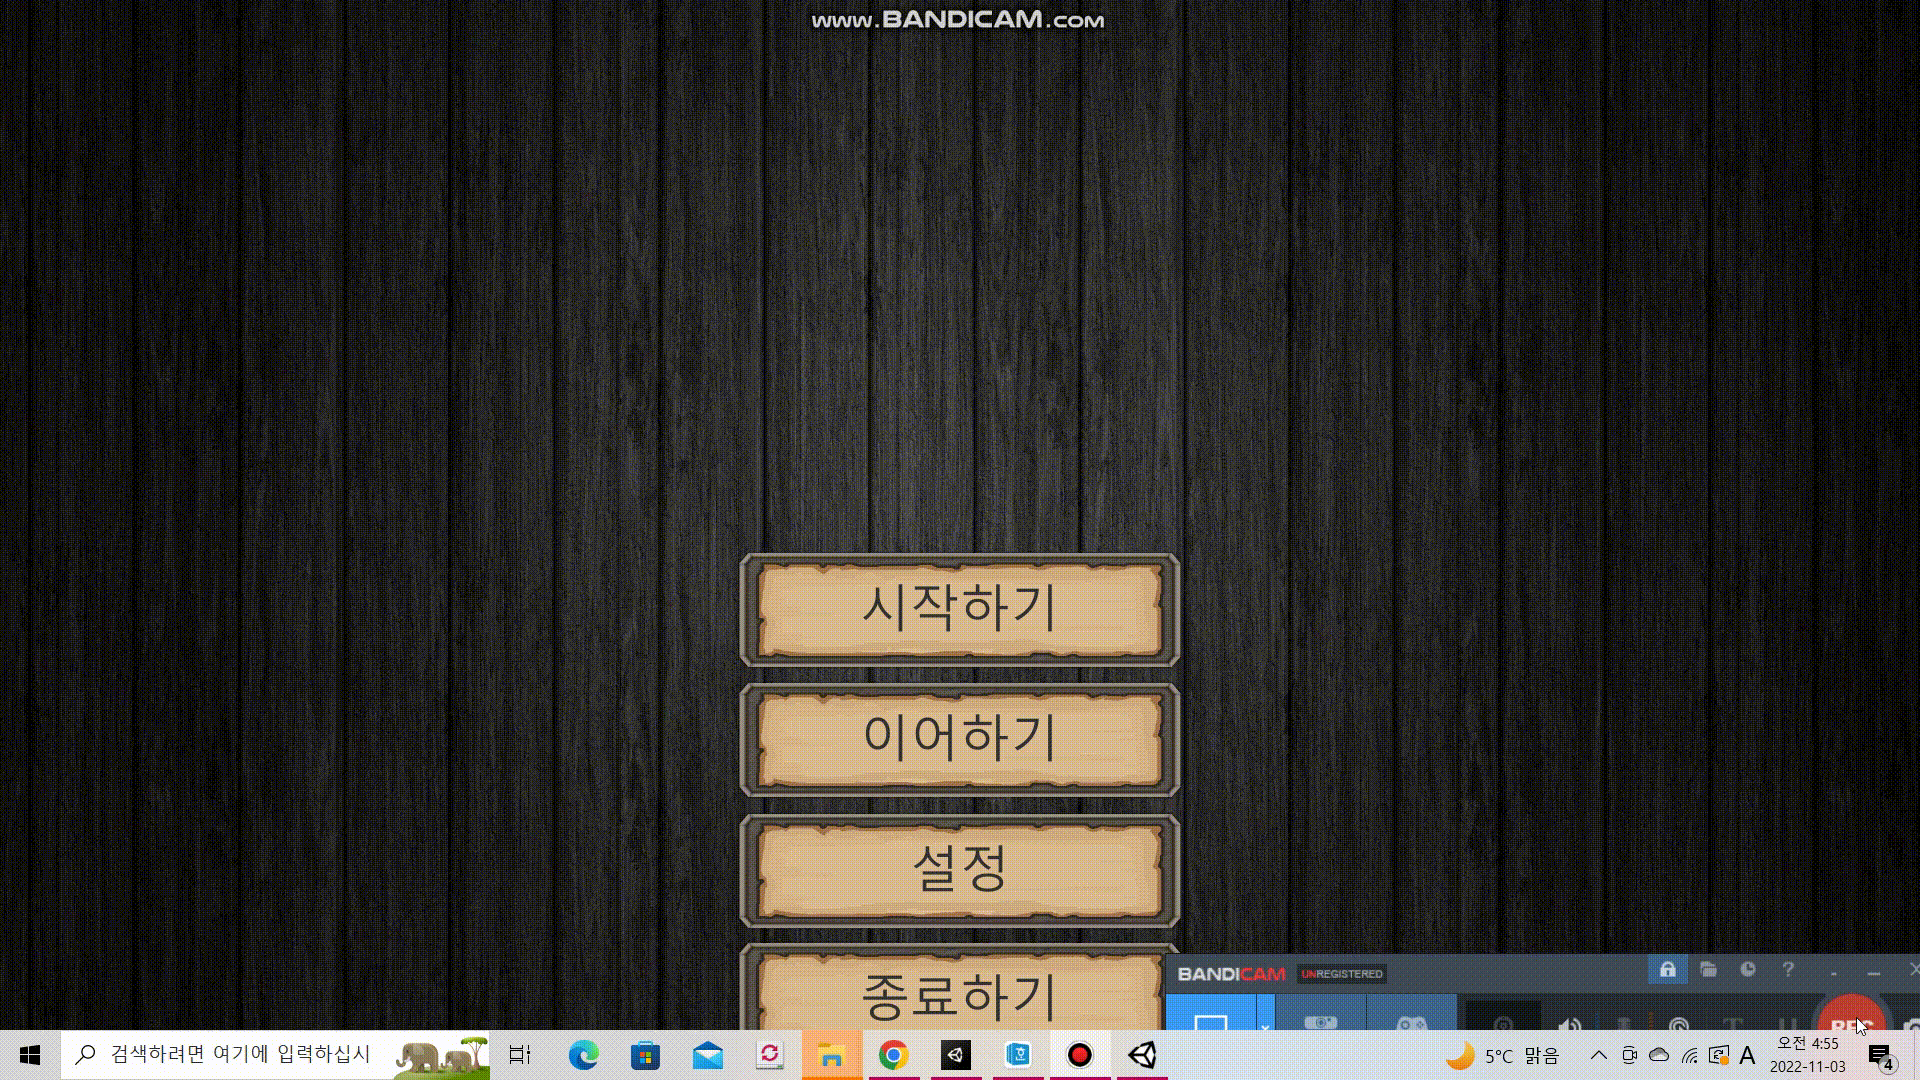 www.BANDICAM.com
시작하기
이어하기
설정
종료하기
BANDICAM UNREGISTERED
REC
검색하려면 여기에 입력하십시
5°C 맑음
A
오전 4:55
2022-11-03
4